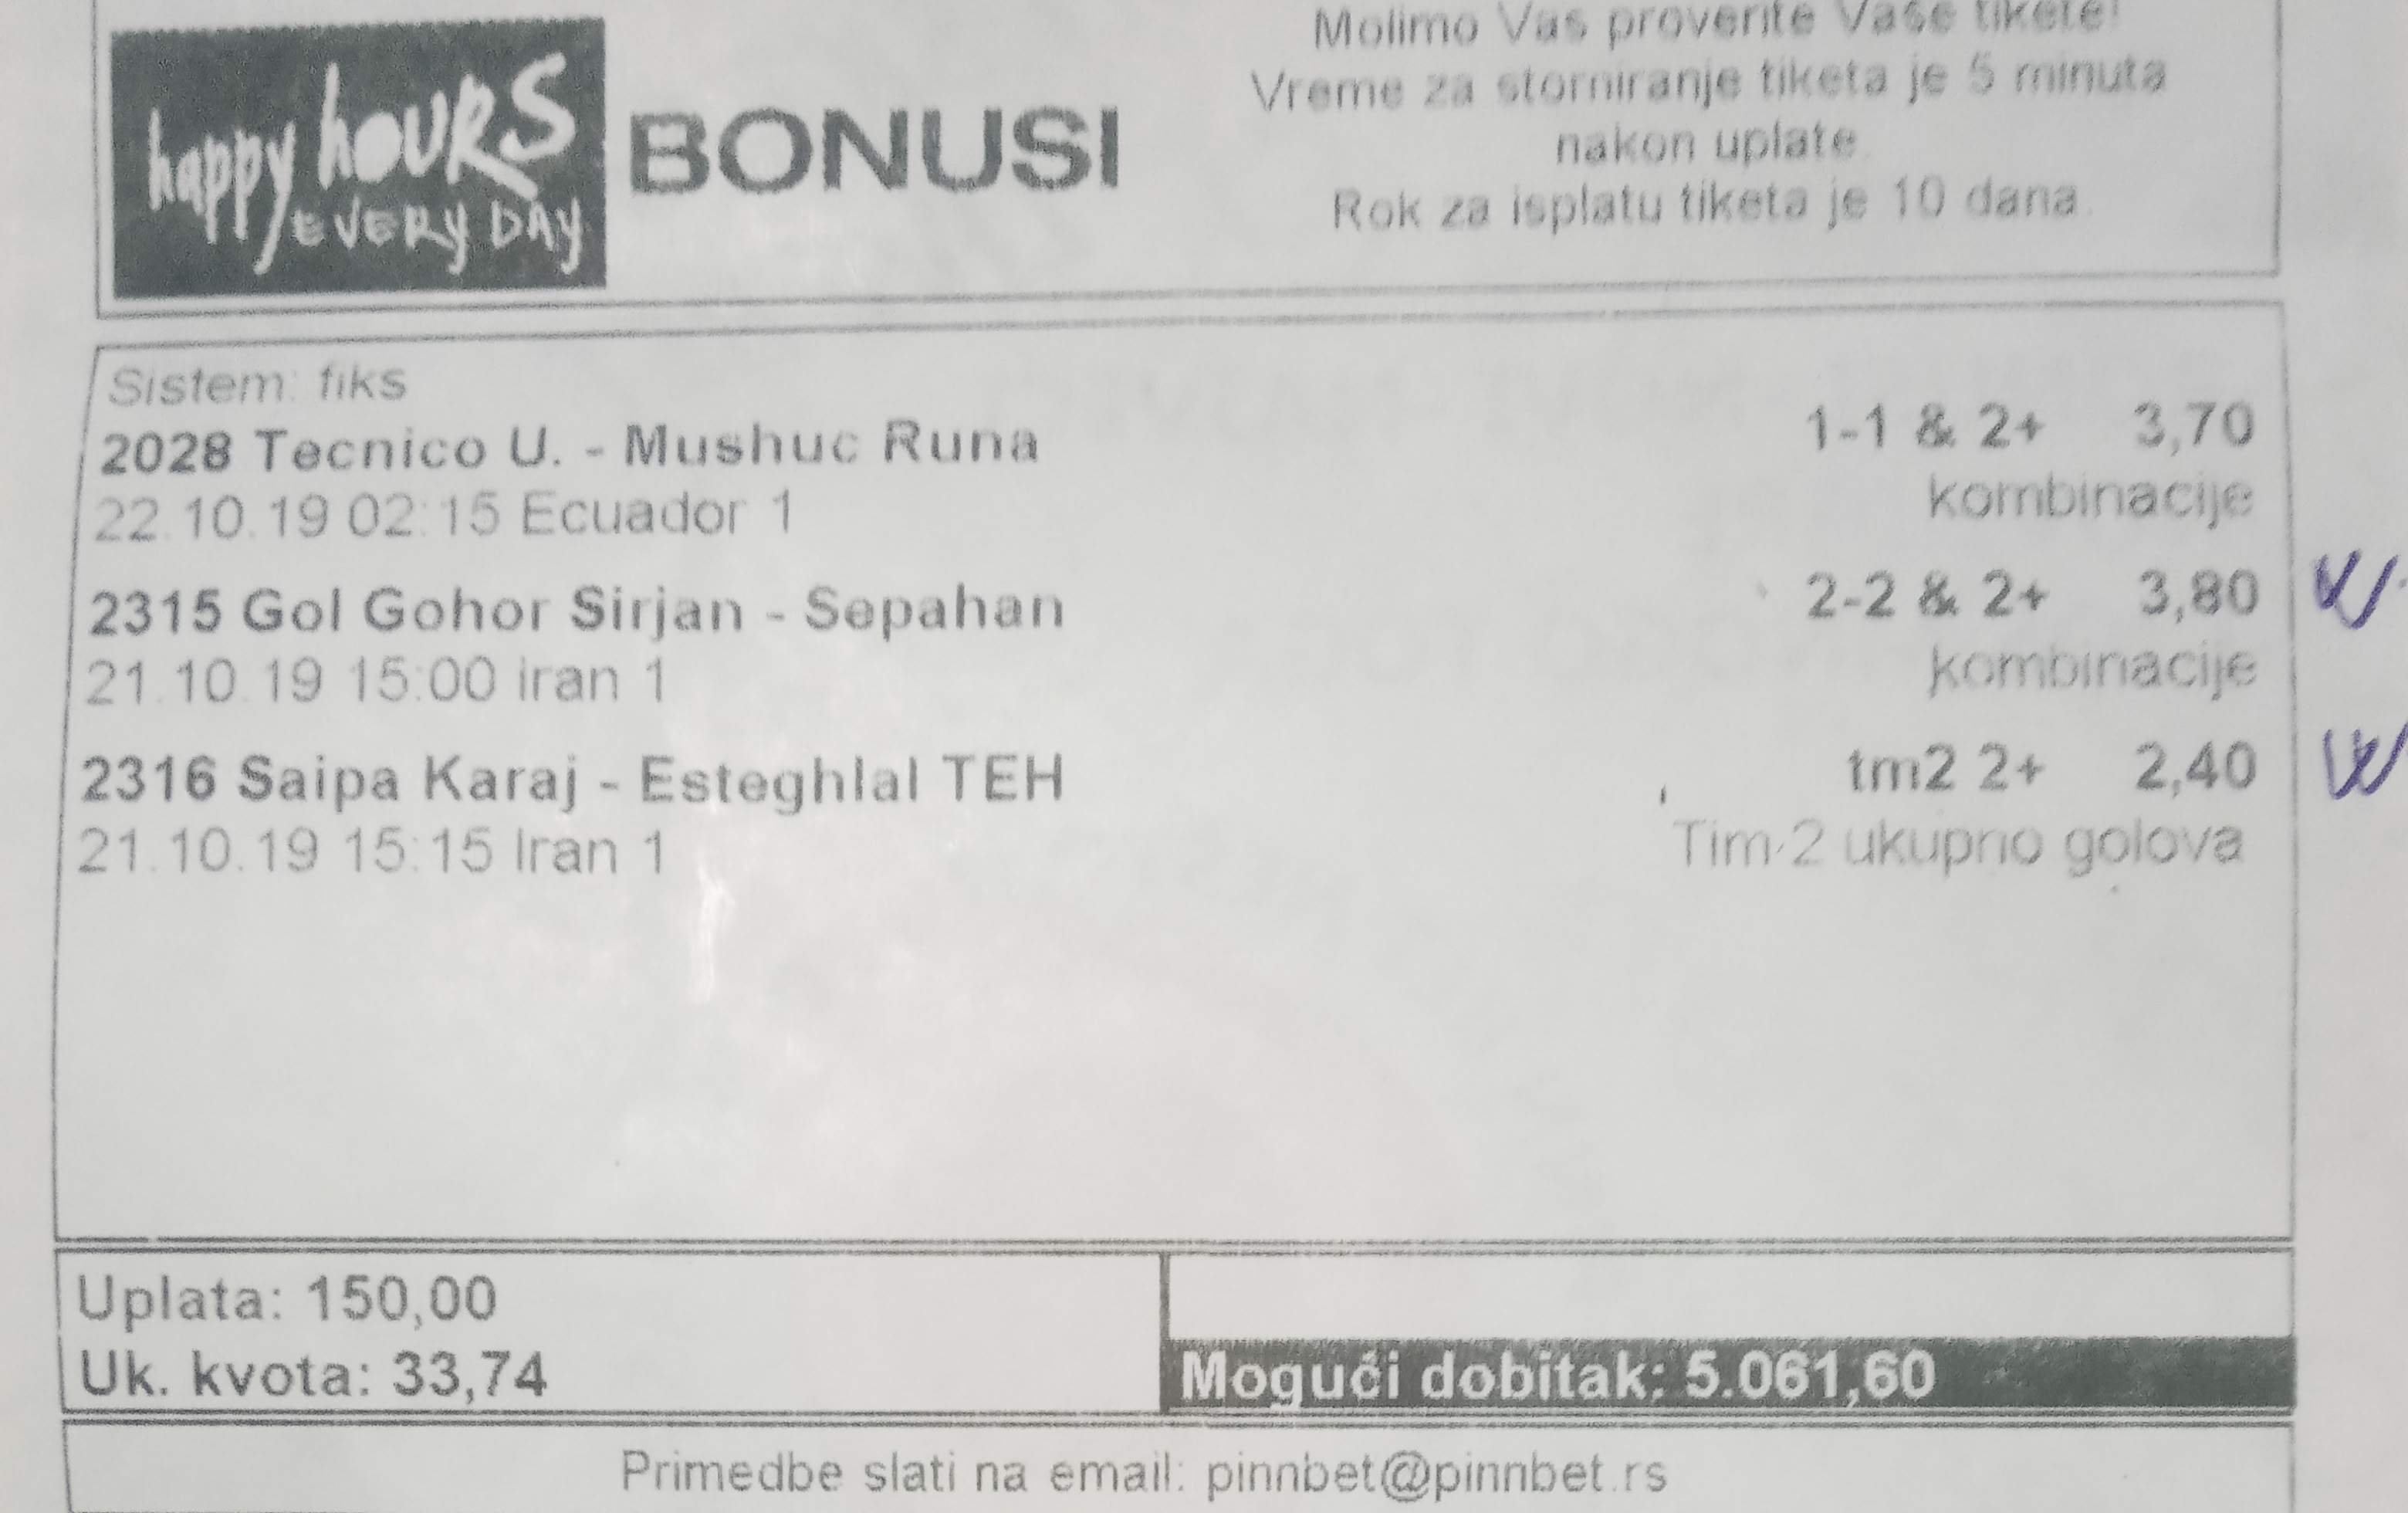 Molimo Vas proverite Vaše tikete!
Vreme za storniranje tiketa je 5 minuta
nakon uplate.
Rok za isplatu tiketa je 10 dana.
happy hours
EVERY DAY
BONUSI
Sistem: fiks
2028 Tecnico U. - Mushuc Runa 1-1 & 2+ 3,70
22.10.19 02:15 Ecuador 1 kombinacije
2315 Gol Gohor Sirjan - Sepahan 2-2 & 2+ 3,80
21.10.19 15:00 Iran 1 kombinacije
2316 Saipa Karaj - Esteghlal TEH tm2 2+ 2,40
21.10.19 15:15 Iran 1 Tim 2 ukupno golova
Uplata: 150,00
Uk. kvota: 33,74
Mogući dobitak: 5.061,60
Primedbe slati na email: pinnbet@pinnbet.rs